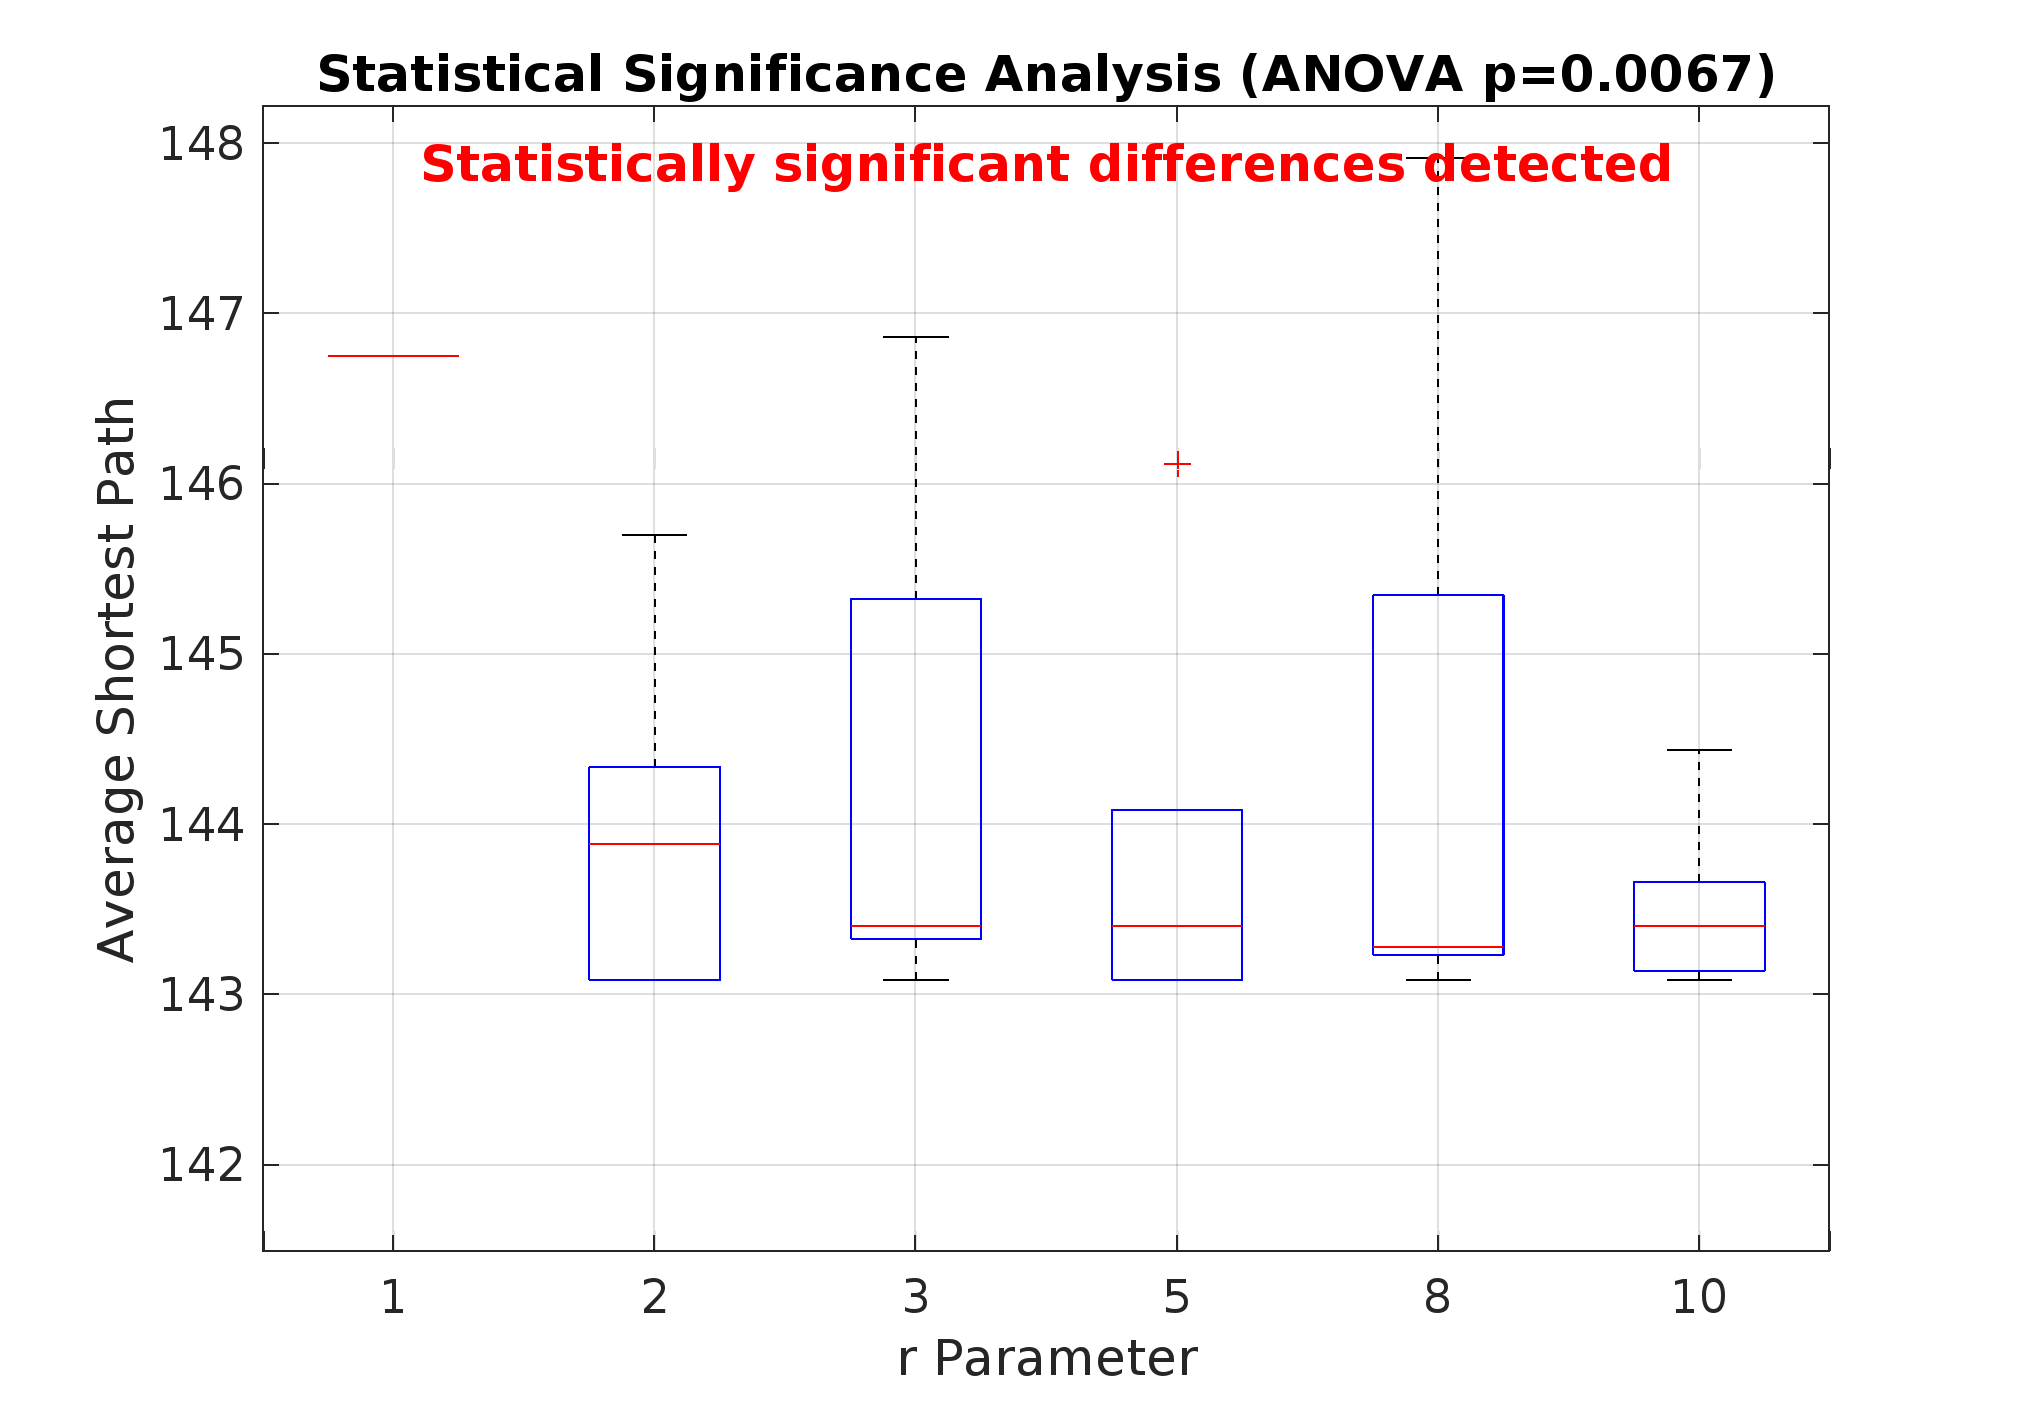 Statistical Significance Analysis (ANOVA p=0.0067)
Statistically significant differences detected
148
147
146
145
144
143
142
Average Shortest Path
1 2 3 5 8 10
r Parameter